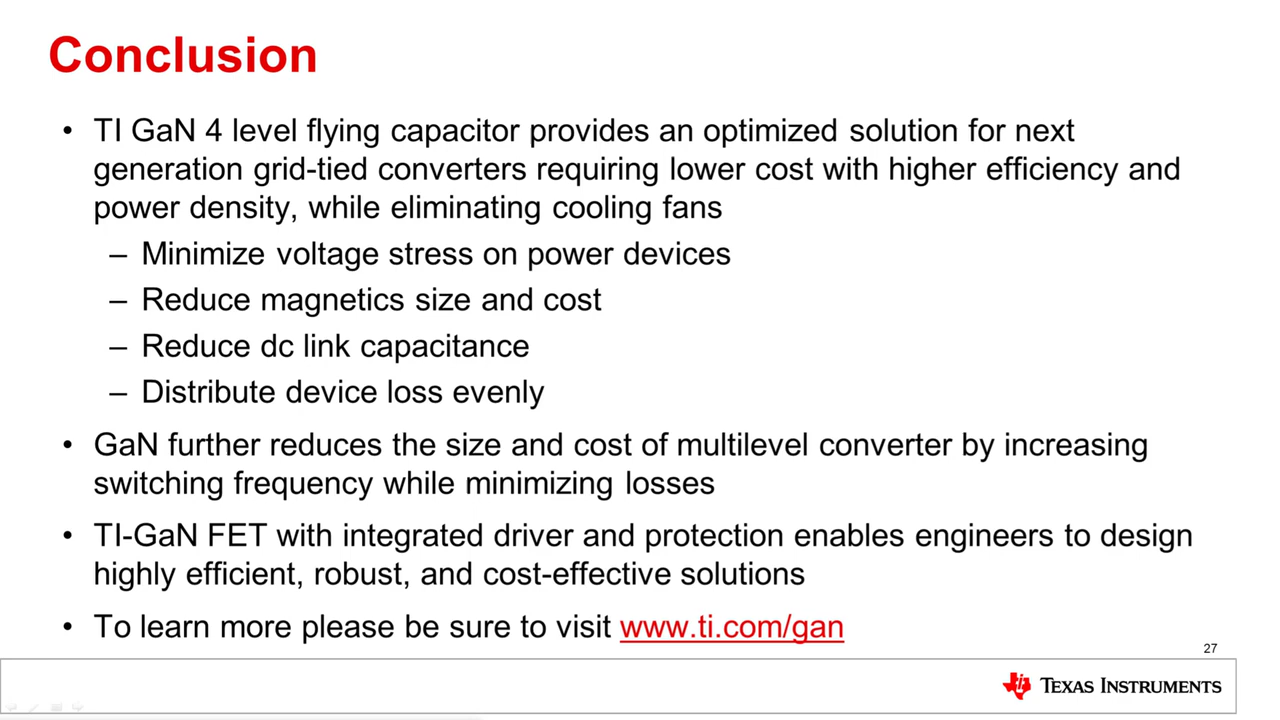 Conclusion
• TI GaN 4 level flying capacitor provides an optimized solution for next
generation grid-tied converters requiring lower cost with higher efficiency and
power density, while eliminating cooling fans
– Minimize voltage stress on power devices
– Reduce magnetics size and cost
– Reduce dc link capacitance
– Distribute device loss evenly
• GaN further reduces the size and cost of multilevel converter by increasing
switching frequency while minimizing losses
• TI-GaN FET with integrated driver and protection enables engineers to design
highly efficient, robust, and cost-effective solutions
• To learn more please be sure to visit www.ti.com/gan
27
TEXAS INSTRUMENTS